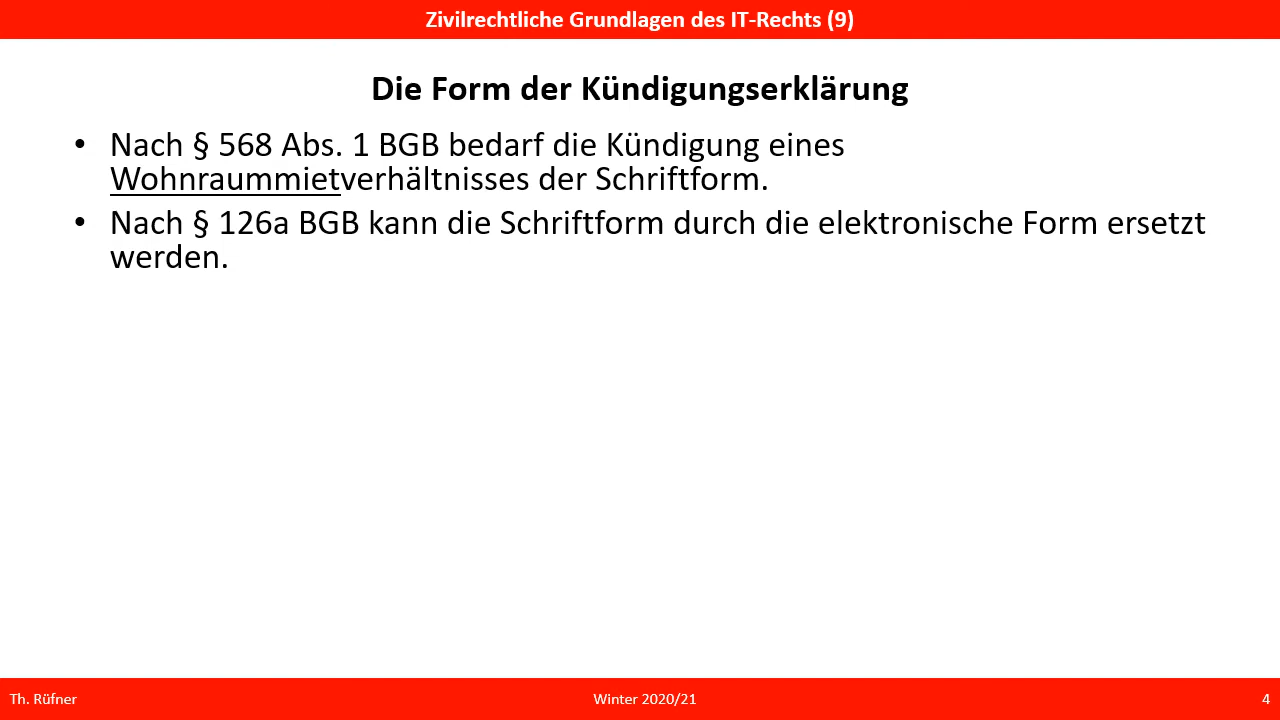 Zivilrechtliche Grundlagen des IT-Rechts (9)
Die Form der Kündigungserklärung
• Nach § 568 Abs. 1 BGB bedarf die Kündigung eines
Wohnraummietverhältnisses der Schriftform.
• Nach § 126a BGB kann die Schriftform durch die elektronische Form ersetzt
werden.
Th. Rüfner
Winter 2020/21
4